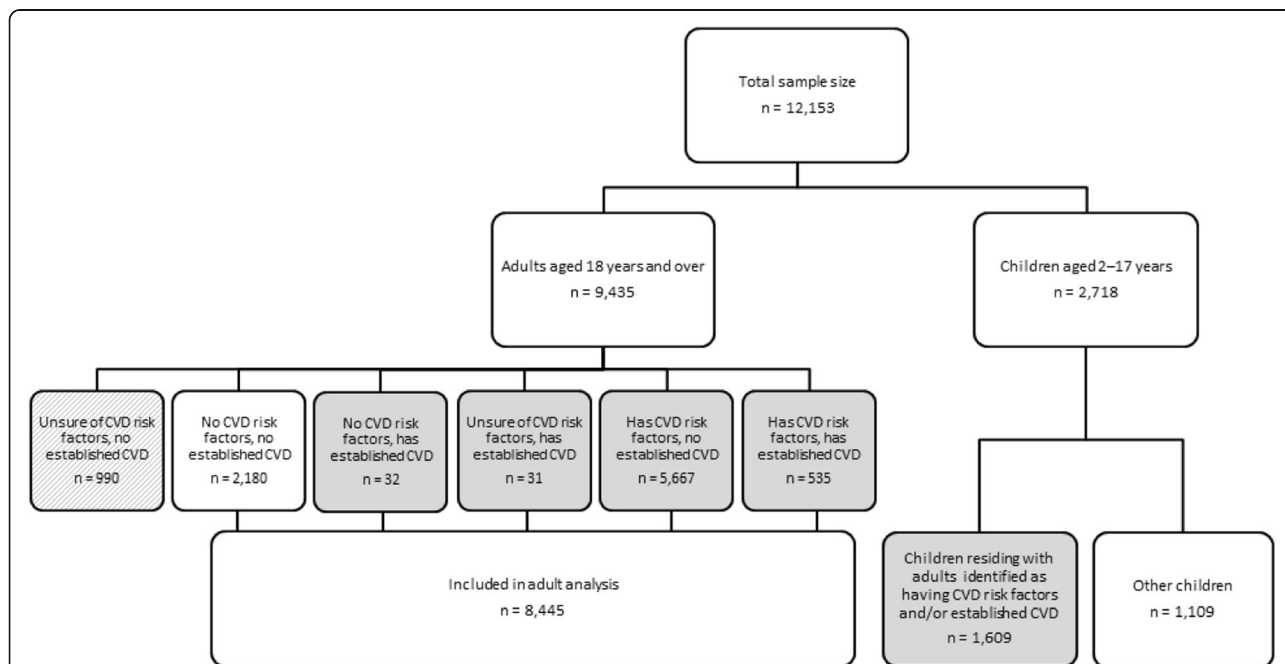 Total sample size
n = 12,153
Adults aged 18 years and over
n = 9,435
Children aged 2–17 years
n = 2,718
Unsure of CVD risk
factors, no
established CVD
n = 990
No CVD risk
factors, no
established CVD
n = 2,180
No CVD risk
factors, has
established CVD
n = 32
Unsure of CVD risk
factors, has
established CVD
n = 31
Has CVD risk
factors, no
established CVD
n = 5,667
Has CVD risk
factors, has
established CVD
n = 535
Included in adult analysis
n = 8,445
Children residing with
adults identified as
having CVD risk factors
and/or established CVD
n = 1,609
Other children
n = 1,109